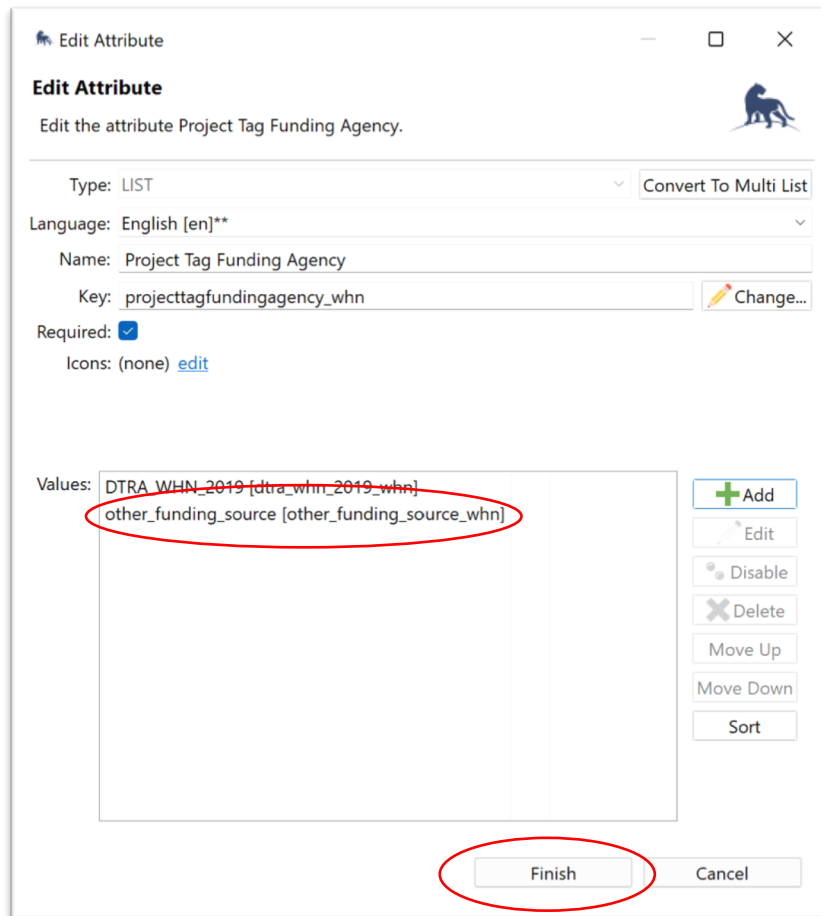 Edit Attribute
Edit Attribute
Edit the attribute Project Tag Funding Agency.
Type: LIST Convert To Multi List
Language: English [en]**
Name: Project Tag Funding Agency
Key: projecttagfundingagency_whn Change...
Required:
Icons: (none) edit
Values: DTRA_WHN_2019 [dtra_whn_2019_whn]
other_funding_source [other_funding_source_whn]
Add
Edit
Disable
Delete
Move Up
Move Down
Sort
Finish Cancel